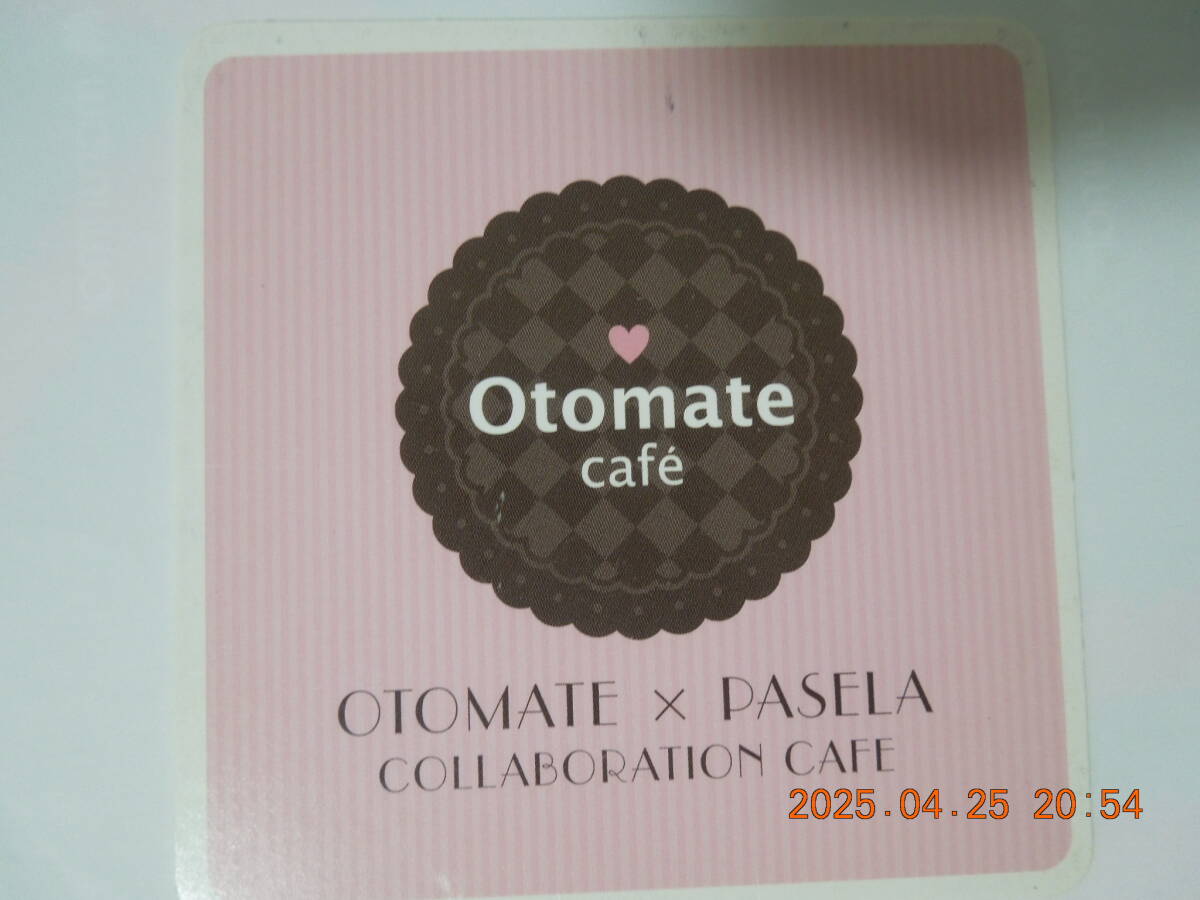 Otomate
café
OTOMATE × PASELA
COLLABORATION CAFE
2025.04.25 20:54